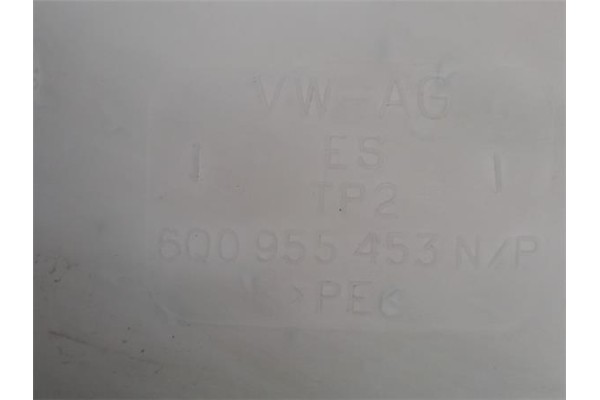 VW-AG
ES
TP2
6Q0 955 453 N/P
>PE<